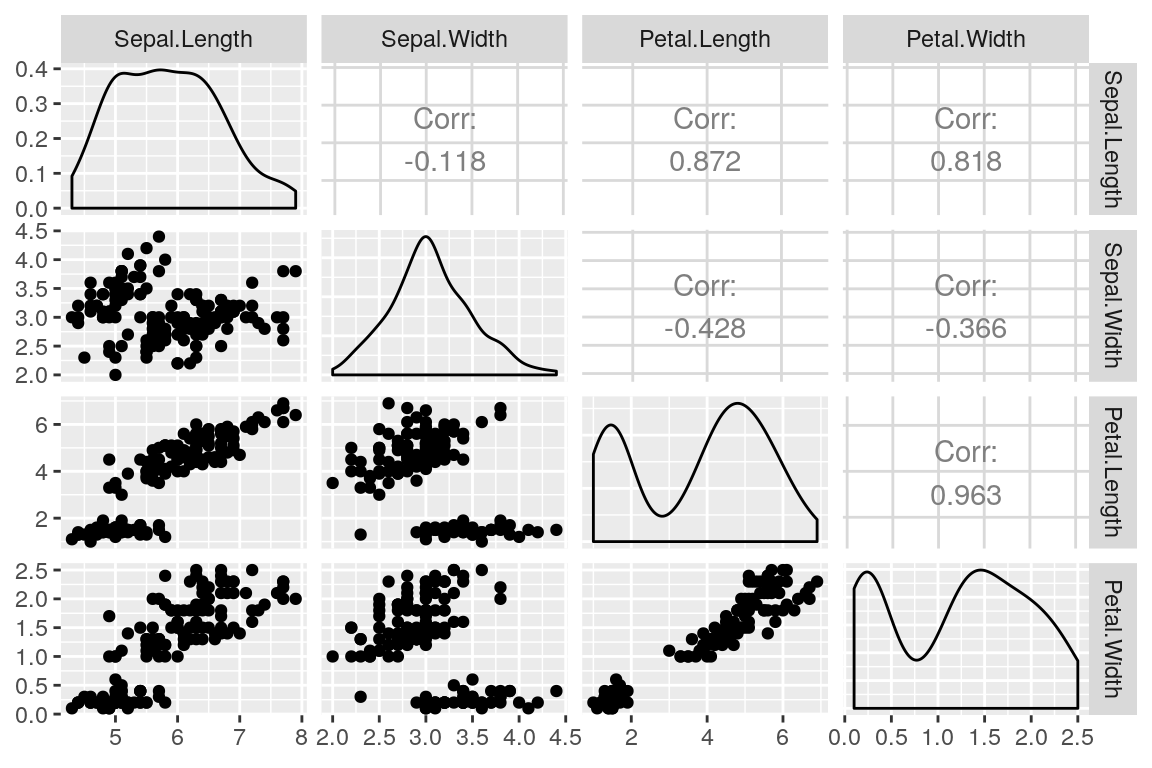 Sepal.Length Sepal.Width Petal.Length Petal.Width
0.4
0.3
0.2
0.1
0.0
Corr:
-0.118
Corr:
0.872
Corr:
0.818
Sepal.Length
4.5
4.0
3.5
3.0
2.5
2.0
Corr:
-0.428
Corr:
-0.366
Sepal.Width
6
4
2
Corr:
0.963
Petal.Length
2.5
2.0
1.5
1.0
0.5
0.0
Petal.Width
5 6 7 8 2.0 2.5 3.0 3.5 4.0 4.5 2 4 6 0.0 0.5 1.0 1.5 2.0 2.5